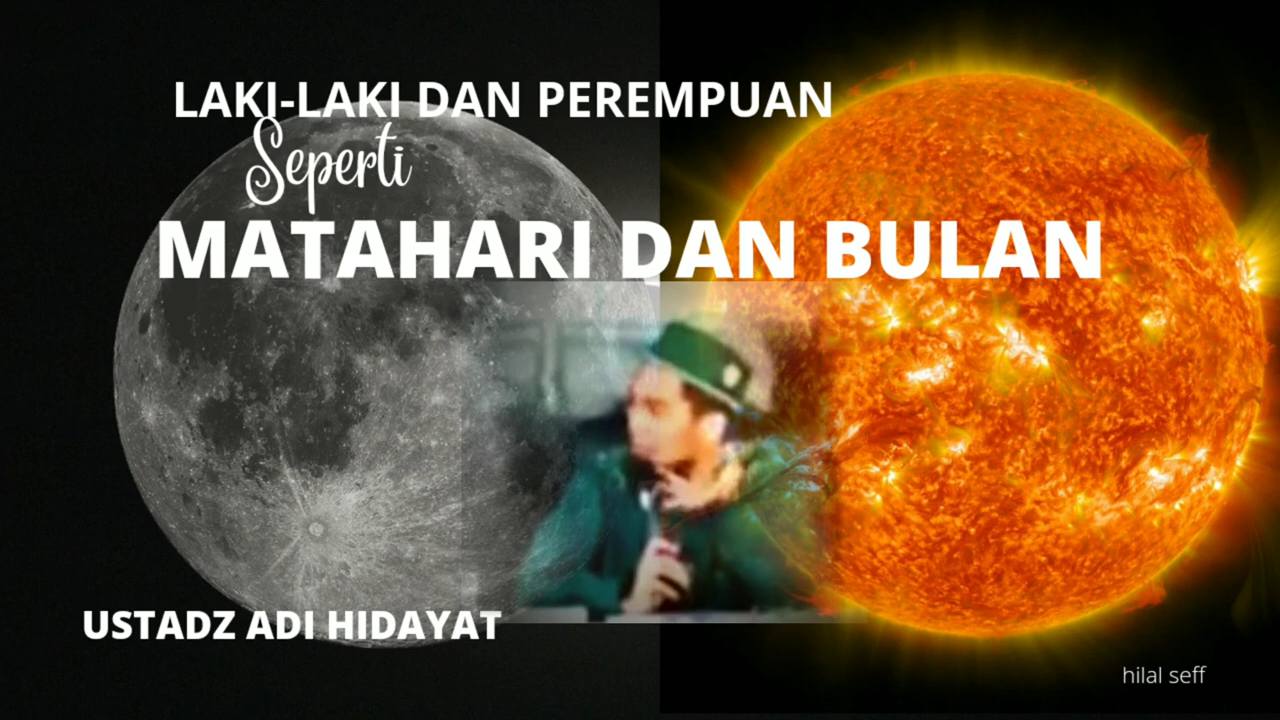 LAKI-LAKI DAN PEREMPUAN
Seperti
MATAHARI DAN BULAN
USTADZ ADI HIDAYAT
hilal seff